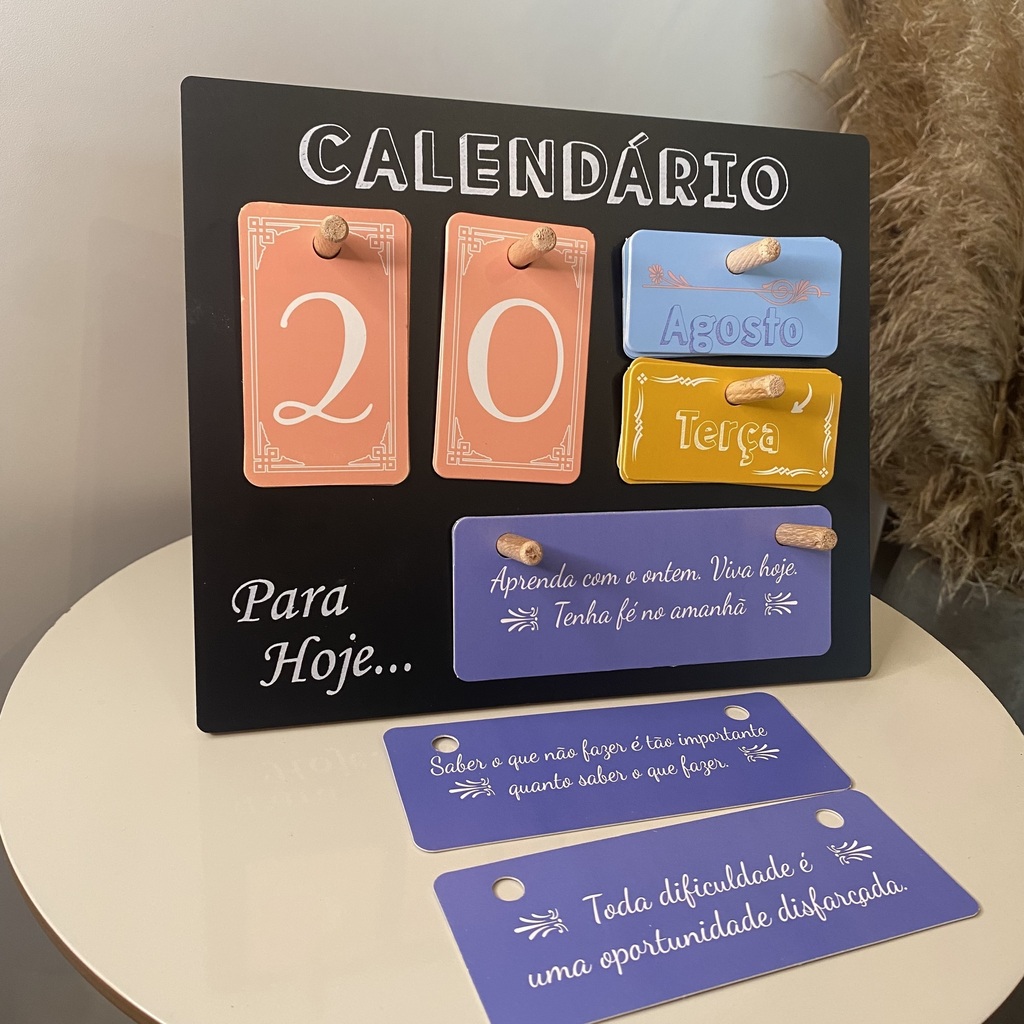 CALENDÁRIO
2 0
Agosto
Terça
Para
Hoje...
Aprenda com o ontem. Viva hoje.
Tenha fé no amanhã
Saber o que não fazer é tão importante
quanto saber o que fazer.
Toda dificuldade é
uma oportunidade disfarçada.